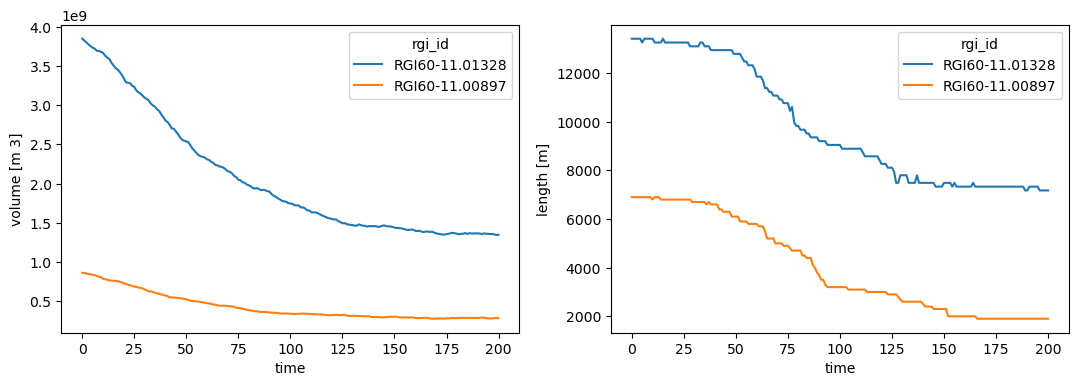 1e9
4.0
3.5
3.0
2.5
2.0
1.5
1.0
0.5
volume [m 3]
0 25 50 75 100 125 150 175 200
time
rgi_id
RGI60-11.01328
RGI60-11.00897
12000
10000
8000
6000
4000
2000
length [m]
0 25 50 75 100 125 150 175 200
time
rgi_id
RGI60-11.01328
RGI60-11.00897